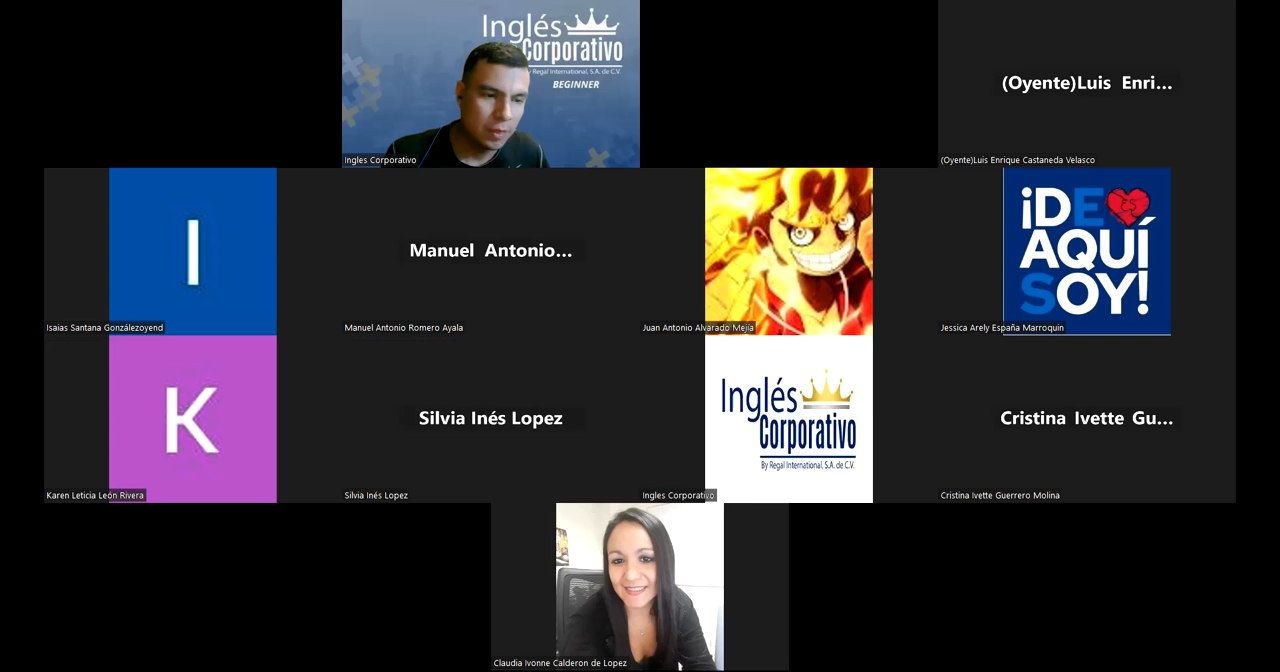 Inglés
Corporativo
By Regal International, S.A. de C.V.
BEGINNER
Ingles Corporativo
(Oyente)Luis Enri...
(Oyente)Luis Enrique Castaneda Velasco
I
Isaias Santana Gonzálezoyend
Manuel Antonio...
Manuel Antonio Romero Ayala
Juan Antonio Alvarado Mejía
¡DE
AQUÍ
SOY!
Jessica Arely España Marroquin
K
Karen Leticia León Rivera
Silvia Inés Lopez
Silvia Inés Lopez
Inglés
Corporativo
By Regal International, S.A. de C.V.
Ingles Corporativo
Cristina Ivette Gu...
Cristina Ivette Guerrero Molina
Claudia Ivonne Calderon de Lopez